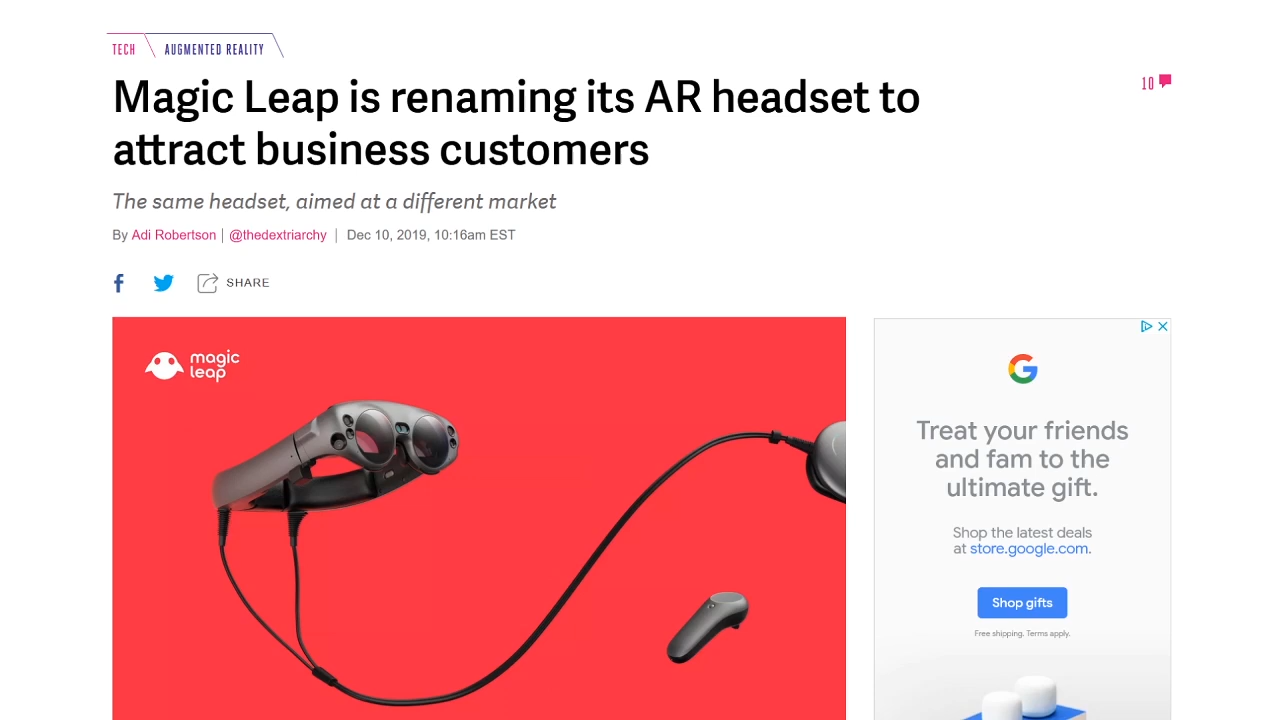 TECH AUGMENTED REALITY
Magic Leap is renaming its AR headset to
attract business customers
10
The same headset, aimed at a different market
By Adi Robertson | @thedextriarchy | Dec 10, 2019, 10:16am EST
SHARE
magic
leap
Treat your friends
and fam to the
ultimate gift.
Shop the latest deals
at store.google.com.
Shop gifts
Free shipping. Terms apply.